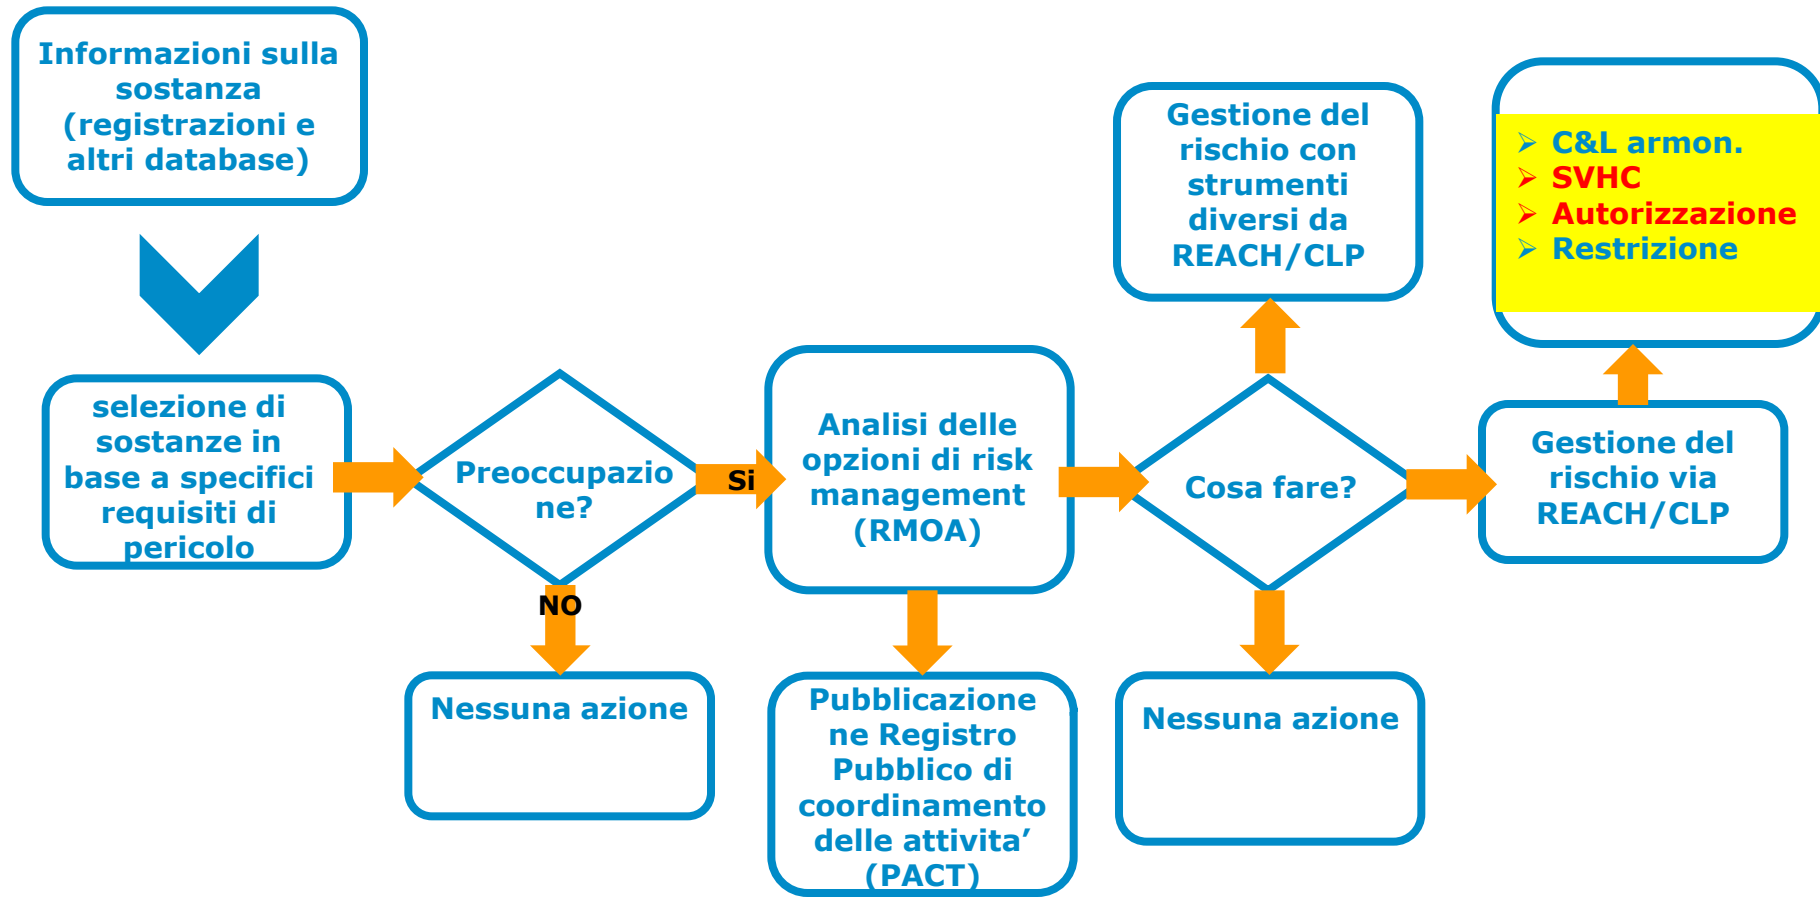 Informazioni sulla
sostanza
(registrazioni e
altri database)
selezione di
sostanze in
base a specifici
requisiti di
pericolo
Preoccupazio
ne?
Si
NO
Nessuna azione
Analisi delle
opzioni di risk
management
(RMOA)
Pubblicazione
ne Registro
Pubblico di
coordinamento
delle attivita’
(PACT)
Cosa fare?
Gestione del
rischio con
strumenti
diversi da
REACH/CLP
Nessuna azione
Gestione del
rischio via
REACH/CLP
➢ C&L armon.
➢ SVHC
➢ Autorizzazione
➢ Restrizione